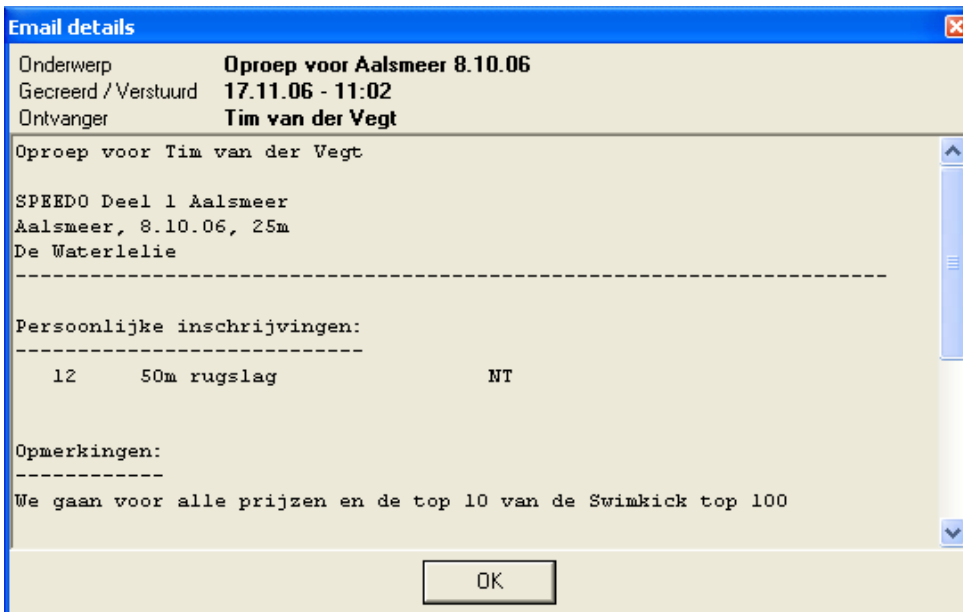 Email details
Onderwerp Oproep voor Aalsmeer 8.10.06
Gecreerd / Verstuurd 17.11.06 - 11:02
Ontvanger Tim van der Vegt
Oproep voor Tim van der Vegt
SPEEDO Deel 1 Aalsmeer
Aalsmeer, 8.10.06, 25m
De Waterlelie
----------------------------------------------------------------------
Persoonlijke inschrijvingen:
----------------------------
12 50m rugslag NT
Opmerkingen:
------------
We gaan voor alle prijzen en de top 10 van de Swimkick top 100
OK